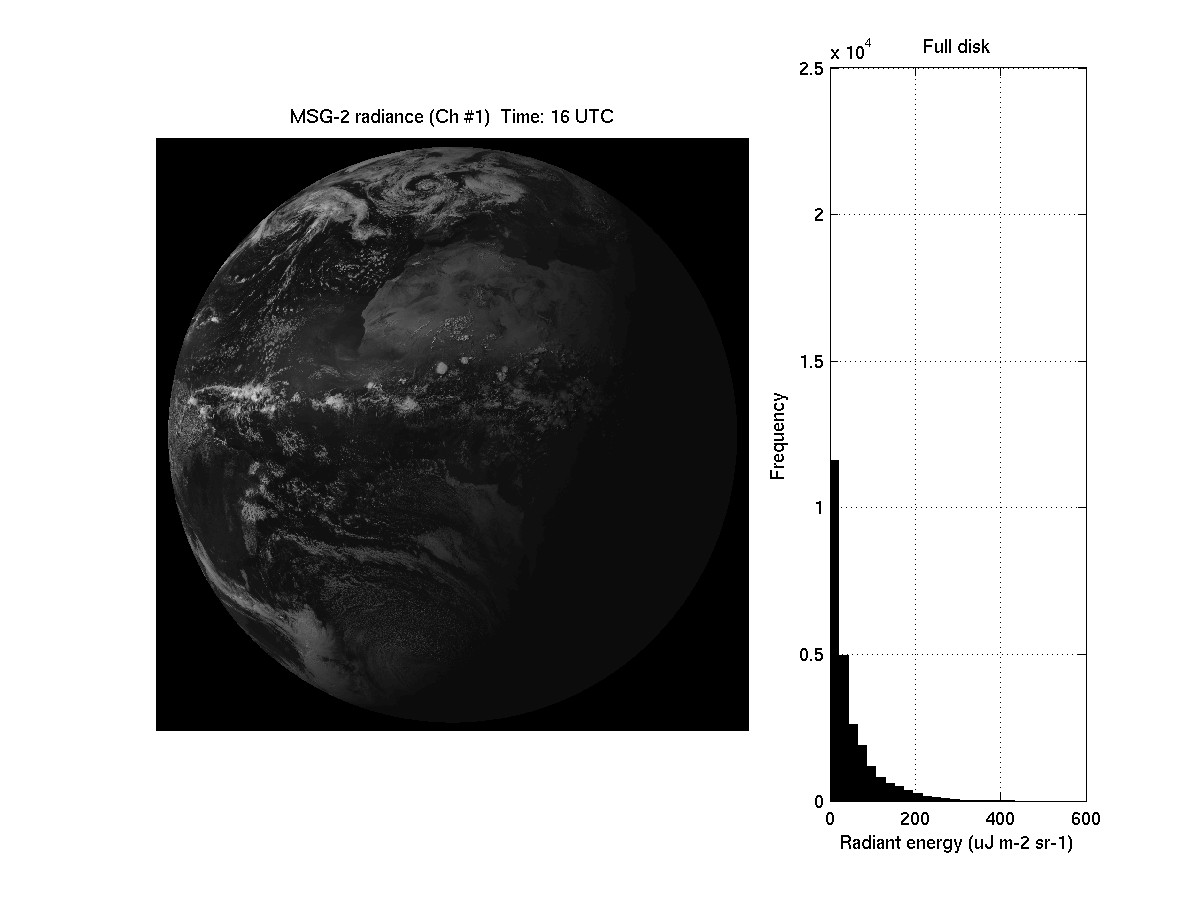 MSG-2 radiance (Ch #1)  Time: 16 UTC
Full disk
x 10^4
2.5
2
1.5
1
0.5
0
0 200 400 600
Frequency
Radiant energy (uJ m-2 sr-1)